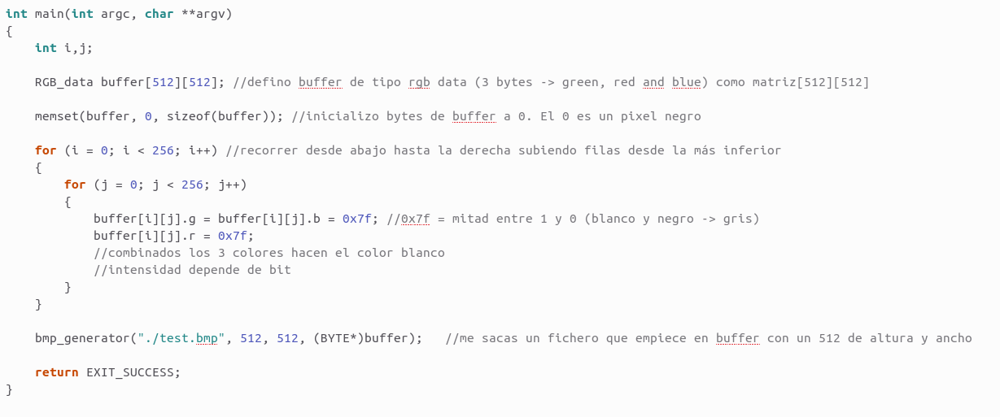 int main(int argc, char **argv)
{
    int i,j;

    RGB_data buffer[512][512]; //defino buffer de tipo rgb data (3 bytes -> green, red and blue) como matriz[512][512]

    memset(buffer, 0, sizeof(buffer)); //inicializo bytes de buffer a 0. El 0 es un pixel negro

    for (i = 0; i < 256; i++) //recorrer desde abajo hasta la derecha subiendo filas desde la más inferior
    {
        for (j = 0; j < 256; j++)
        {
            buffer[i][j].g = buffer[i][j].b = 0x7f; //0x7f = mitad entre 1 y 0 (blanco y negro -> gris)
            buffer[i][j].r = 0x7f;
            //combinados los 3 colores hacen el color blanco
            //intensidad depende de bit
        }
    }

    bmp_generator("./test.bmp", 512, 512, (BYTE*)buffer);   //me sacas un fichero que empiece en buffer con un 512 de altura y ancho

    return EXIT_SUCCESS;
}